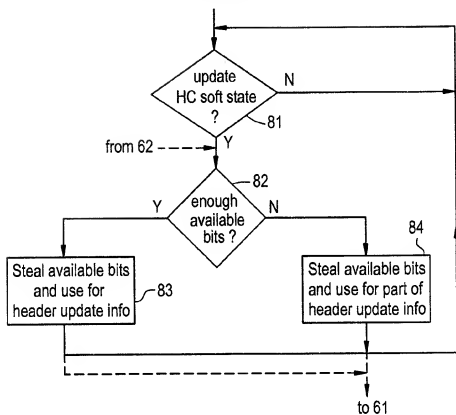 update
HC soft state
?
N
81
Y
from 62
82
enough
available
bits ?
Y
N
84
Steal available bits
and use for
header update info
83
Steal available bits
and use for part of
header update info
to 61